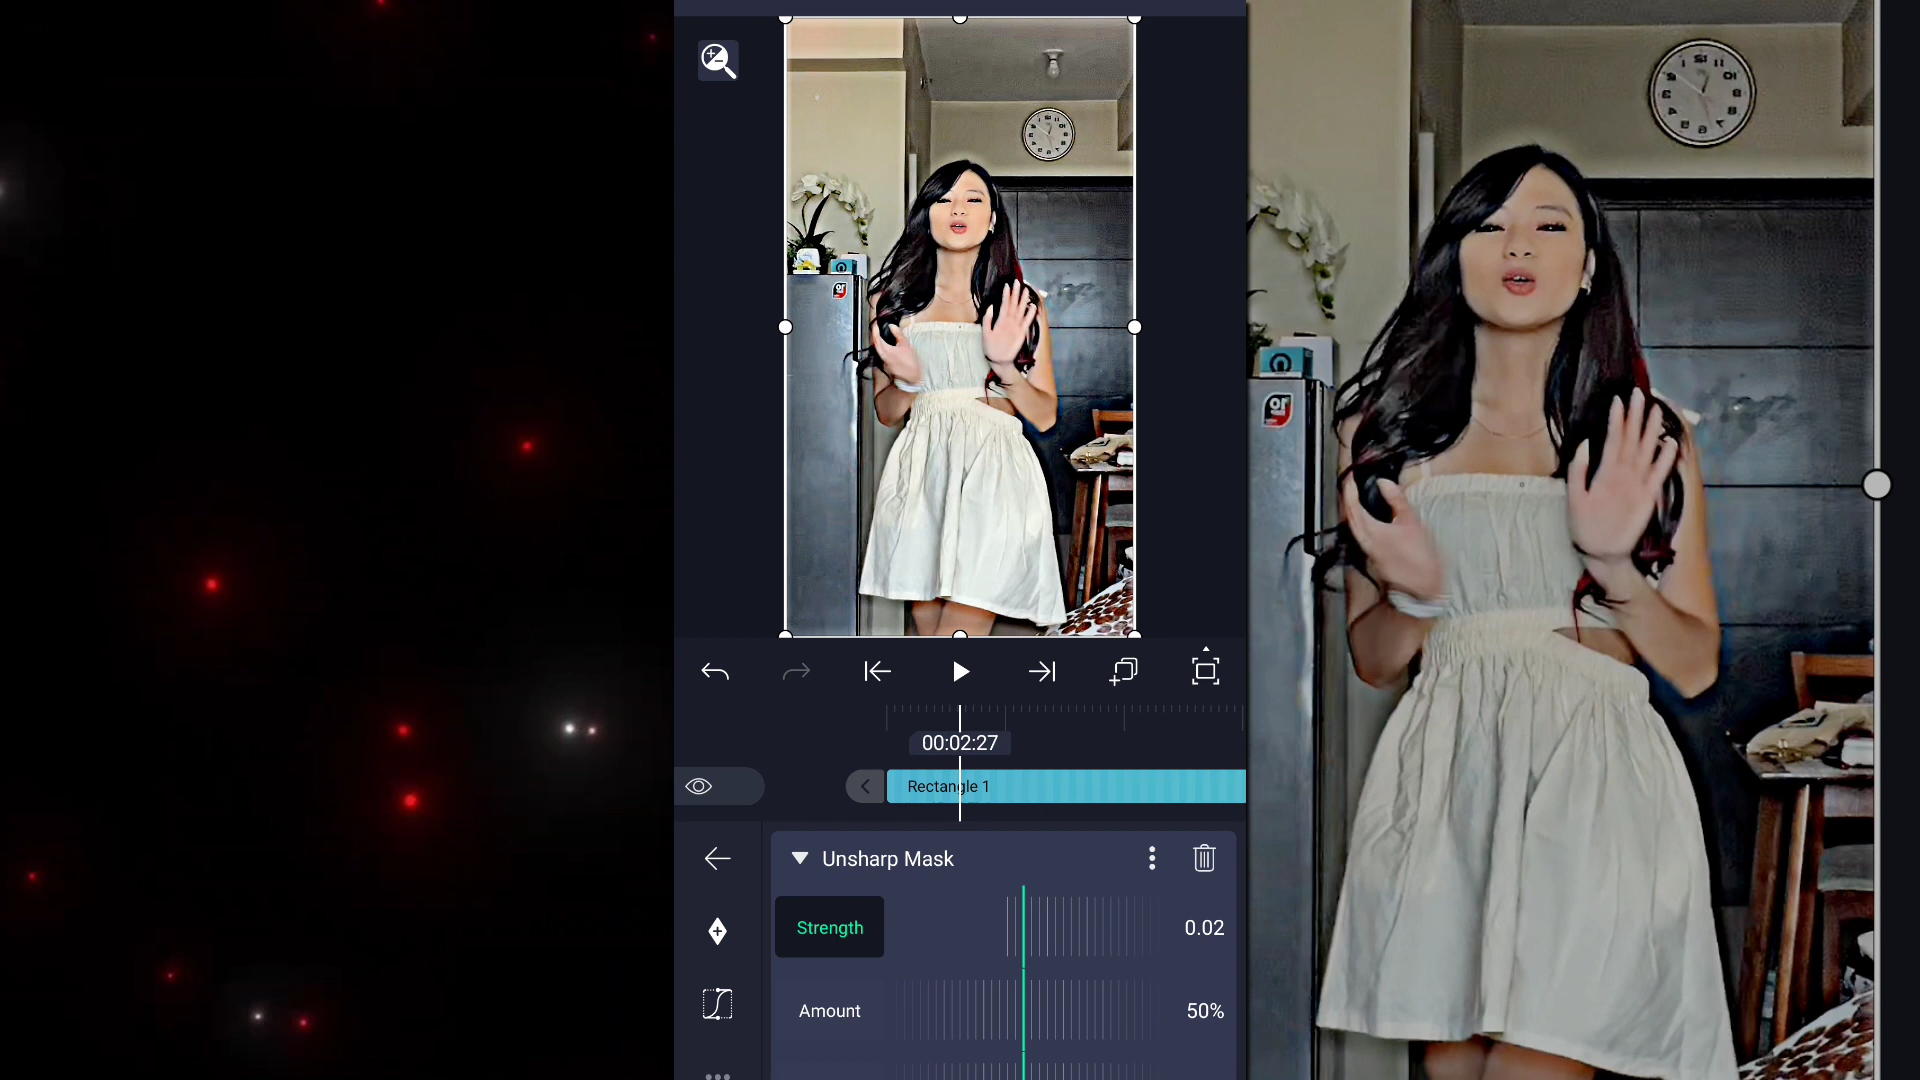 00:02:27
Rectangle 1
Unsharp Mask
Strength
0.02
Amount
50%